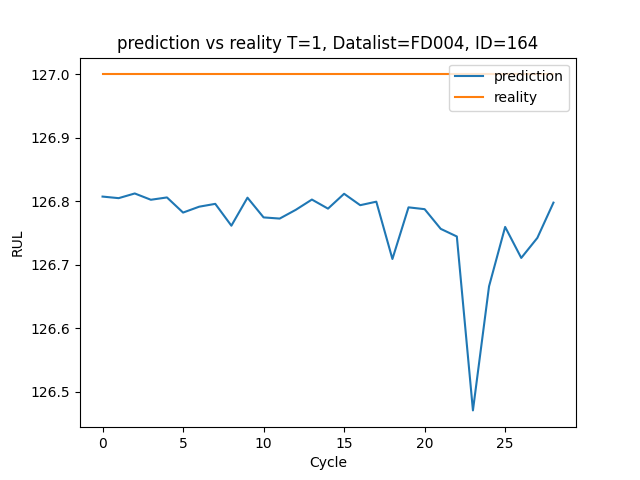 prediction vs reality T=1, Datalist=FD004, ID=164
127.0
126.9
126.8
126.7
126.6
126.5
RUL
prediction
reality
0 5 10 15 20 25
Cycle